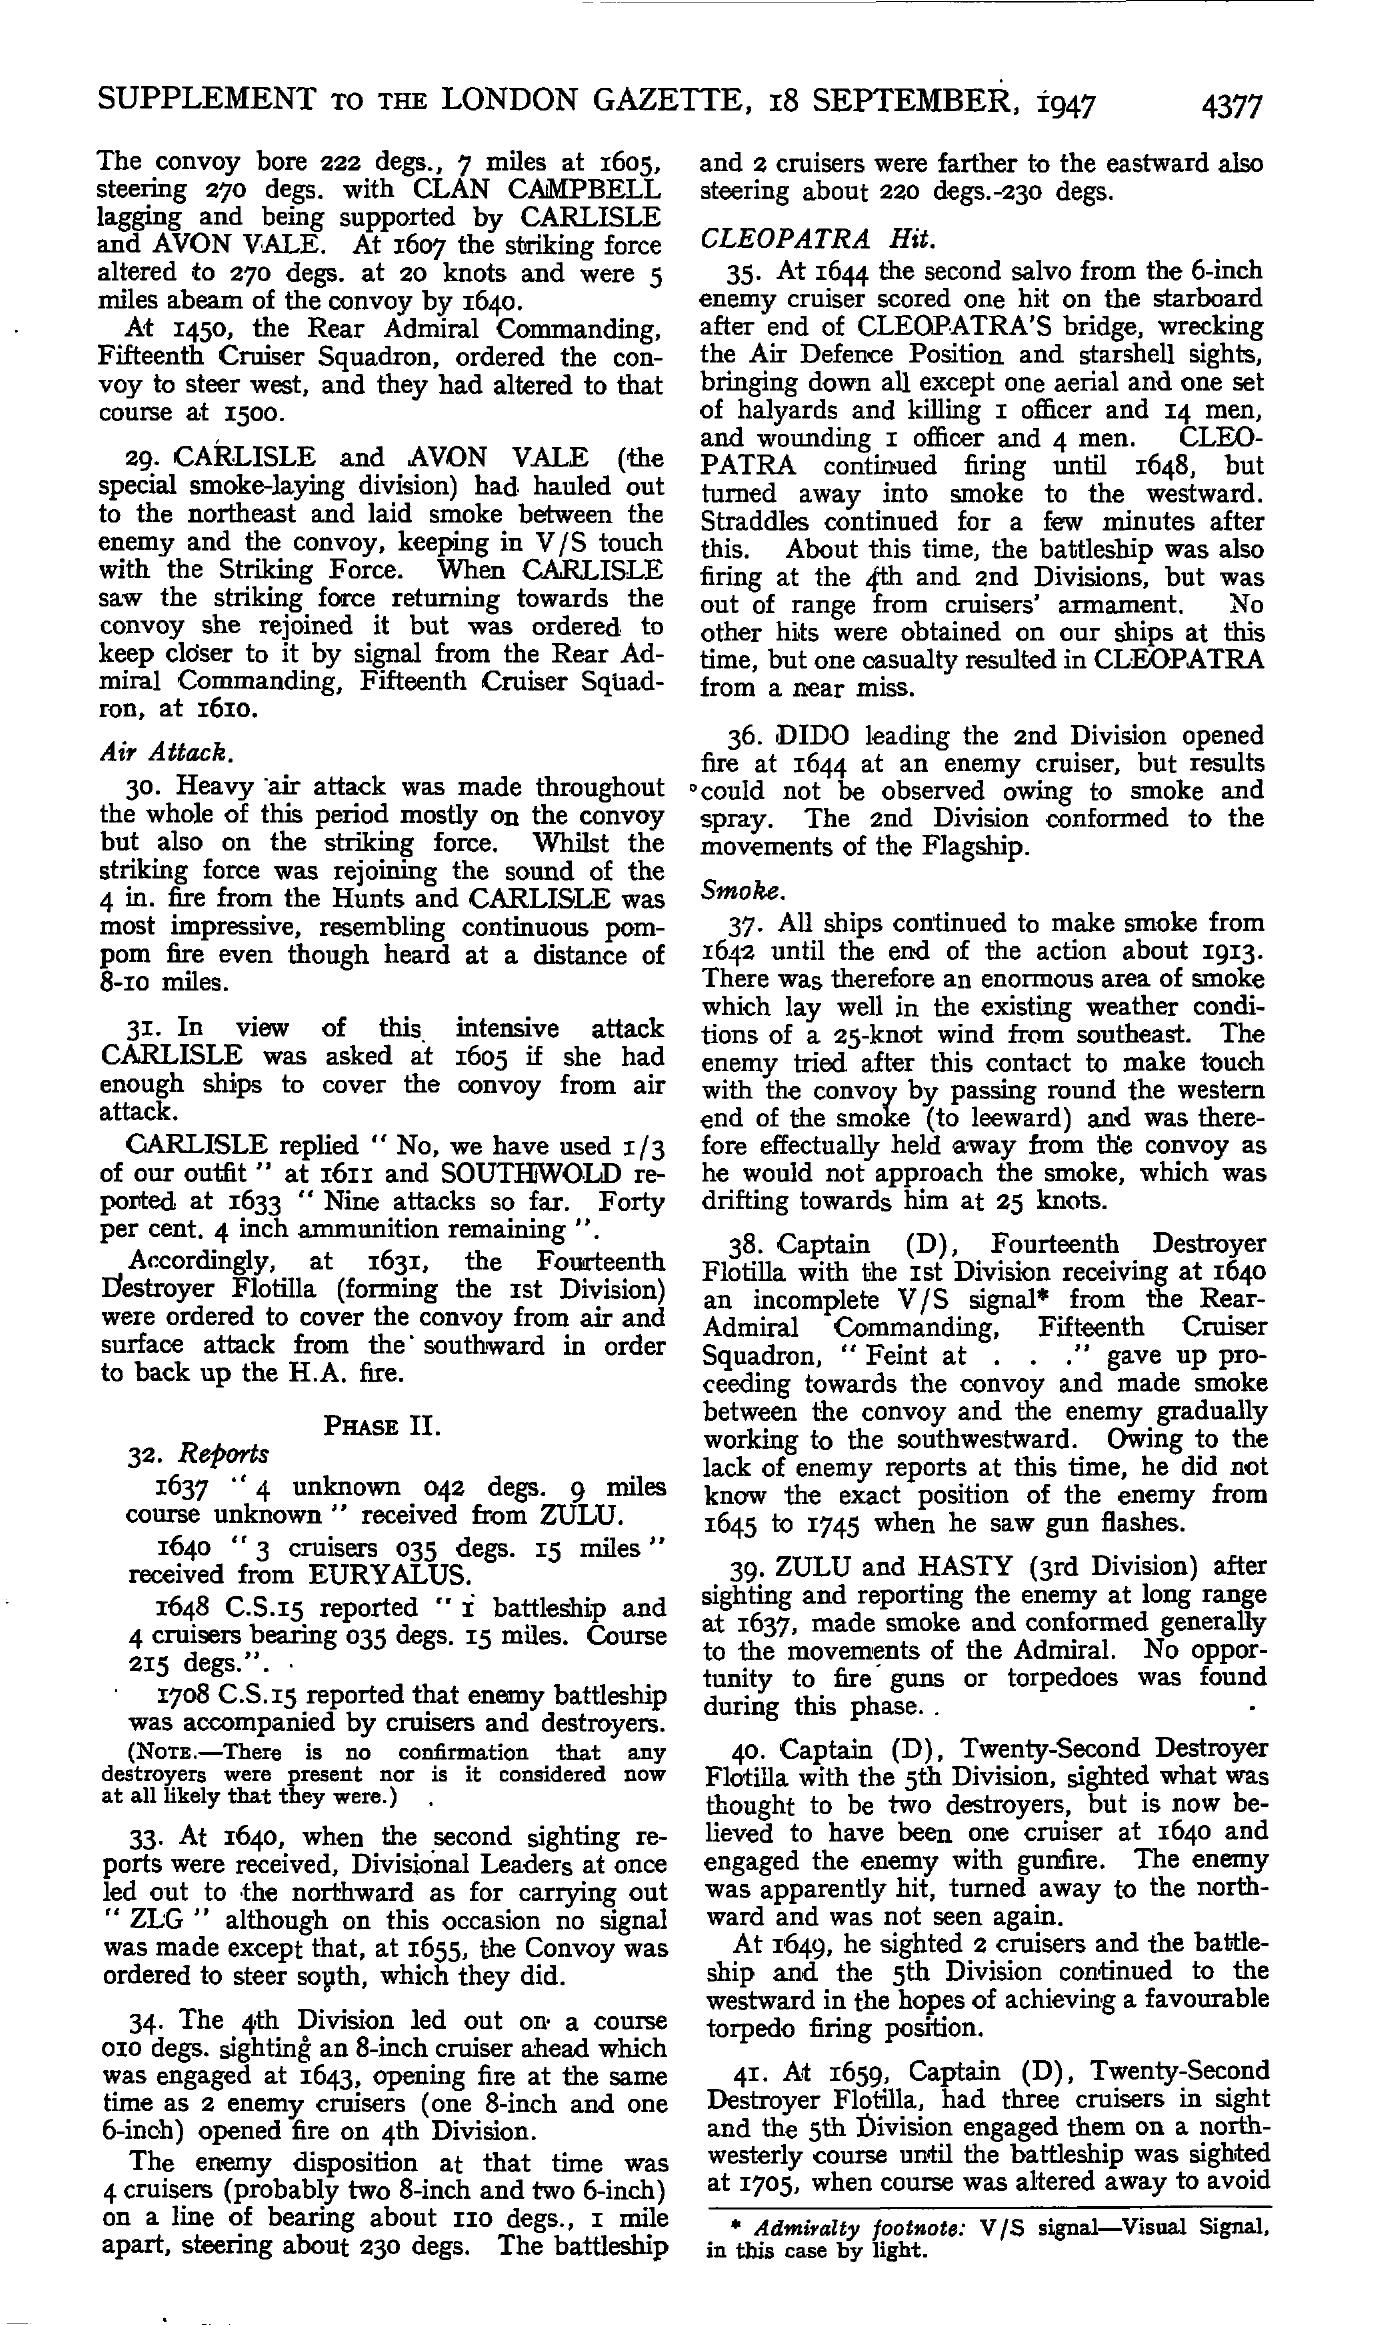 SUPPLEMENT TO THE LONDON GAZETTE, 18 SEPTEMBER, 1947 4377
The convoy bore 222 degs., 7 miles at 1605,
steering 270 degs. with CLAN CAMPBELL
lagging and being supported by CARLISLE
and AVON VALE. At 1607 the striking force
altered to 270 degs. at 20 knots and were 5
miles abeam of the convoy by 1640.
At 1450, the Rear Admiral Commanding,
Fifteenth Cruiser Squadron, ordered the con-
voy to steer west, and they had altered to that
course at 1500.
29. CARLISLE and AVON VALE (the
special smoke-laying division) had hauled out
to the northeast and laid smoke between the
enemy and the convoy, keeping in V/S touch
with the Striking Force. When CARLISLE
saw the striking force returning towards the
convoy she rejoined it but was ordered to
keep closer to it by signal from the Rear Ad-
miral Commanding, Fifteenth Cruiser Squad-
ron, at 1610.
Air Attack.
30. Heavy air attack was made throughout
the whole of this period mostly on the convoy
but also on the striking force. Whilst the
striking force was rejoining the sound of the
4 in. fire from the Hunts and CARLISLE was
most impressive, resembling continuous pom-
pom fire even though heard at a distance of
8-10 miles.
31. In view of this intensive attack
CARLISLE was asked at 1605 if she had
enough ships to cover the convoy from air
attack.
CARLISLE replied " No, we have used 1/3
of our outfit " at 1611 and SOUTHWOLD re-
ported at 1633 " Nine attacks so far. Forty
per cent. 4 inch ammunition remaining ".
Accordingly, at 1631, the Fourteenth
Destroyer Flotilla (forming the 1st Division)
were ordered to cover the convoy from air and
surface attack from the southward in order
to back up the H.A. fire.
PHASE II.
32. Reports
1637 " 4 unknown 042 degs. 9 miles
course unknown " received from ZULU.
1640 " 3 cruisers 035 degs. 15 miles "
received from EURYALUS.
1648 C.S.15 reported " 1 battleship and
4 cruisers bearing 035 degs. 15 miles. Course
215 degs.".
1708 C.S.15 reported that enemy battleship
was accompanied by cruisers and destroyers.
(NOTE.—There is no confirmation that any
destroyers were present nor is it considered now
at all likely that they were.)
33. At 1640, when the second sighting re-
ports were received, Divisional Leaders at once
led out to the northward as for carrying out
" ZLG " although on this occasion no signal
was made except that, at 1655, the Convoy was
ordered to steer south, which they did.
34. The 4th Division led out on a course
010 degs. sighting an 8-inch cruiser ahead which
was engaged at 1643, opening fire at the same
time as 2 enemy cruisers (one 8-inch and one
6-inch) opened fire on 4th Division.
The enemy disposition at that time was
4 cruisers (probably two 8-inch and two 6-inch)
on a line of bearing about 110 degs., 1 mile
apart, steering about 230 degs. The battleship
and 2 cruisers were farther to the eastward also
steering about 220 degs.-230 degs.
CLEOPATRA Hit.
35. At 1644 the second salvo from the 6-inch
enemy cruiser scored one hit on the starboard
after end of CLEOPATRA'S bridge, wrecking
the Air Defence Position and starshell sights,
bringing down all except one aerial and one set
of halyards and killing 1 officer and 14 men,
and wounding 1 officer and 4 men. CLEO-
PATRA continued firing until 1648, but
turned away into smoke to the westward.
Straddles continued for a few minutes after
this. About this time, the battleship was also
firing at the 4th and 2nd Divisions, but was
out of range from cruisers' armament. No
other hits were obtained on our ships at this
time, but one casualty resulted in CLEOPATRA
from a near miss.
36. DIDO leading the 2nd Division opened
fire at 1644 at an enemy cruiser, but results
could not be observed owing to smoke and
spray. The 2nd Division conformed to the
movements of the Flagship.
Smoke.
37. All ships continued to make smoke from
1642 until the end of the action about 1913.
There was therefore an enormous area of smoke
which lay well in the existing weather condi-
tions of a 25-knot wind from southeast. The
enemy tried after this contact to make touch
with the convoy by passing round the western
end of the smoke (to leeward) and was there-
fore effectually held away from the convoy as
he would not approach the smoke, which was
drifting towards him at 25 knots.
38. Captain (D), Fourteenth Destroyer
Flotilla with the 1st Division receiving at 1640
an incomplete V/S signal* from the Rear-
Admiral Commanding, Fifteenth Cruiser
Squadron, " Feint at . . ." gave up pro-
ceeding towards the convoy and made smoke
between the convoy and the enemy gradually
working to the southwestward. Owing to the
lack of enemy reports at this time, he did not
know the exact position of the enemy from
1645 to 1745 when he saw gun flashes.
39. ZULU and HASTY (3rd Division) after
sighting and reporting the enemy at long range
at 1637, made smoke and conformed generally
to the movements of the Admiral. No oppor-
tunity to fire guns or torpedoes was found
during this phase.
40. Captain (D), Twenty-Second Destroyer
Flotilla with the 5th Division, sighted what was
thought to be two destroyers, but is now be-
lieved to have been one cruiser at 1640 and
engaged the enemy with gunfire. The enemy
was apparently hit, turned away to the north-
ward and was not seen again.
At 1649, he sighted 2 cruisers and the battle-
ship and the 5th Division continued to the
westward in the hopes of achieving a favourable
torpedo firing position.
41. At 1659, Captain (D), Twenty-Second
Destroyer Flotilla, had three cruisers in sight
and the 5th Division engaged them on a north-
westerly course until the battleship was sighted
at 1705, when course was altered away to avoid
* Admiralty footnote: V/S signal—Visual Signal,
in this case by light.